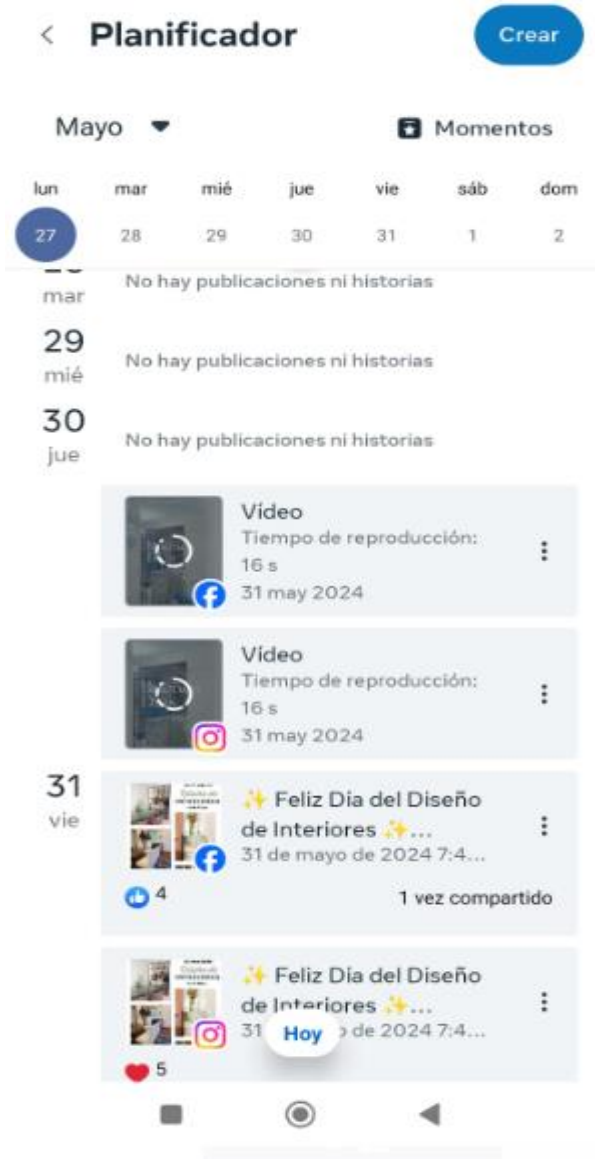 Planificador
Crear
Mayo
Momentos
lun mar mié jue vie sáb dom
27 28 29 30 31 1 2
mar
No hay publicaciones ni historias
29
mié
No hay publicaciones ni historias
30
jue
No hay publicaciones ni historias
Vídeo
Tiempo de reproducción:
16 s
31 may 2024
Vídeo
Tiempo de reproducción:
16 s
31 may 2024
31
vie
✨ Feliz Dia del Diseño
de Interiores ✨...
31 de mayo de 2024 7:4...
4
1 vez compartido
✨ Feliz Dia del Diseño
de Interiores ✨...
31 de 2024 7:4...
Hoy
5